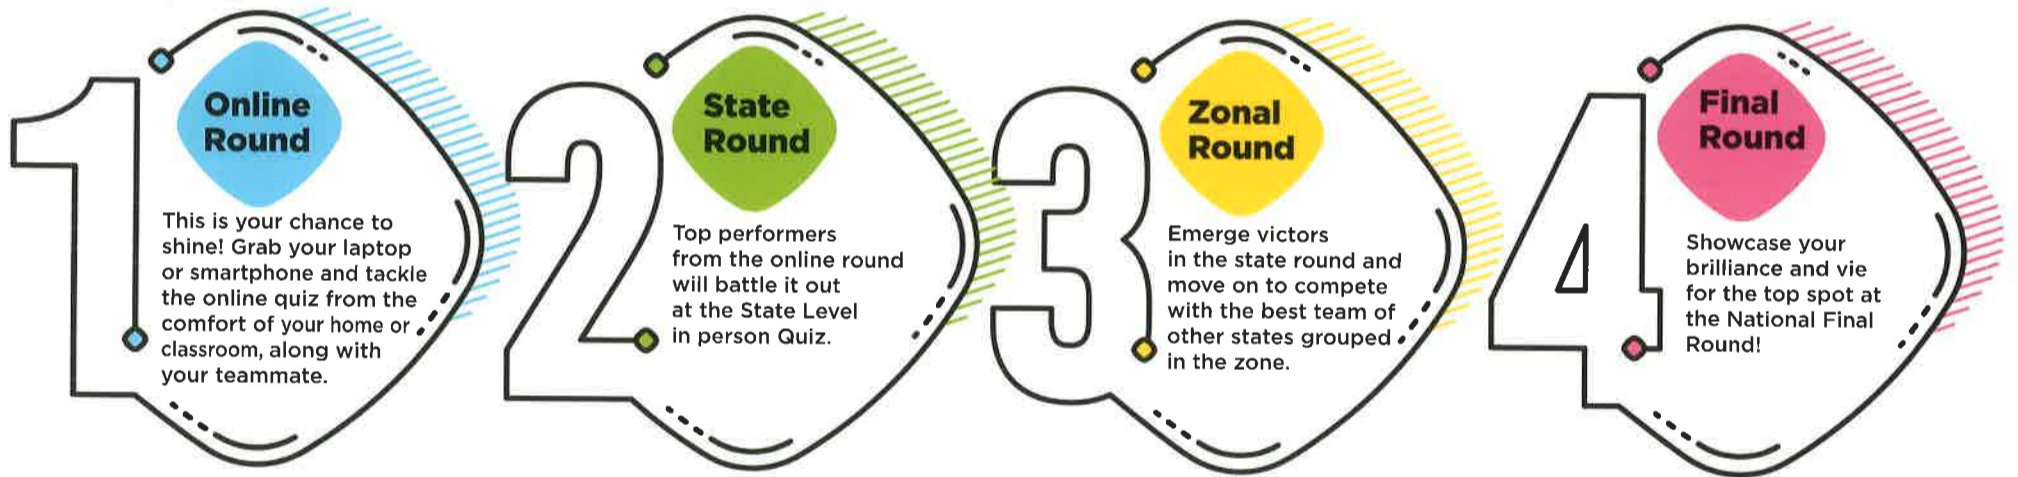 1
Online
Round
This is your chance to
shine! Grab your laptop
or smartphone and tackle
the online quiz from the
comfort of your home or
classroom, along with
your teammate.
2
State
Round
Top performers
from the online round
will battle it out
at the State Level
in person Quiz.
3
Zonal
Round
Emerge victors
in the state round and
move on to compete
with the best team of
other states grouped
in the zone.
4
Final
Round
Showcase your
brilliance and vie
for the top spot at
the National Final
Round!